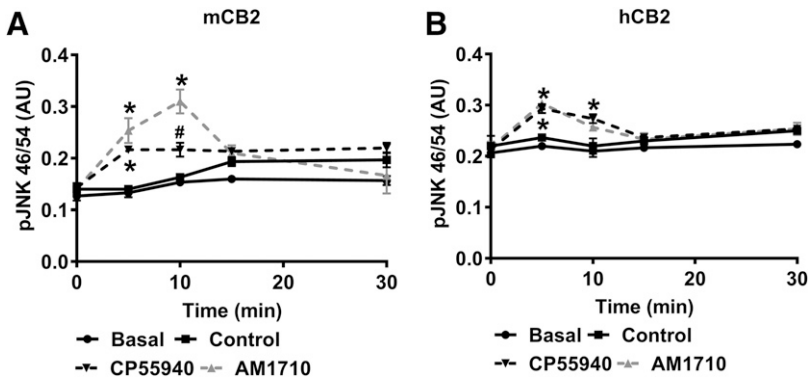 A
mCB2
pJNK 46/54 (AU)
0.4
0.3
0.2
0.1
0.0
* * * #
0 10 20 30
Time (min)
Basal Control
CP55940 AM1710
B
hCB2
pJNK 46/54 (AU)
0.4
0.3
0.2
0.1
0.0
* * *
0 10 20 30
Time (min)
Basal Control
CP55940 AM1710